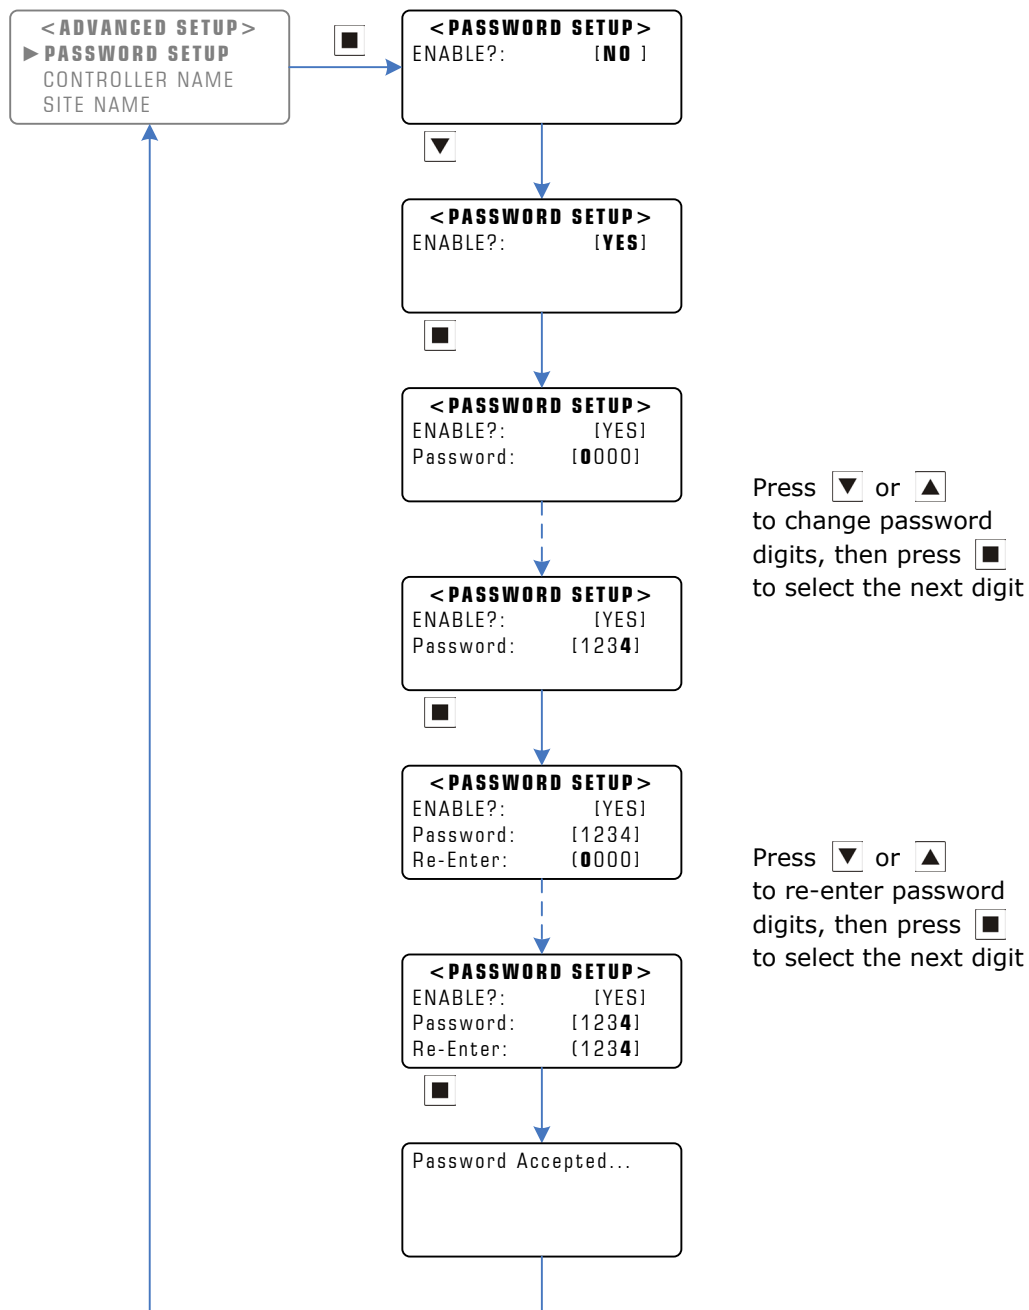 <ADVANCED SETUP>
►PASSWORD SETUP
CONTROLLER NAME
SITE NAME
■
<PASSWORD SETUP>
ENABLE?: [NO ]
▼
<PASSWORD SETUP>
ENABLE?: [YES]
■
<PASSWORD SETUP>
ENABLE?: [YES]
Password: [0000]
Press ▼ or ▲
to change password
digits, then press ■
to select the next digit
<PASSWORD SETUP>
ENABLE?: [YES]
Password: [1234]
■
<PASSWORD SETUP>
ENABLE?: [YES]
Password: [1234]
Re-Enter: (0000]
Press ▼ or ▲
to re-enter password
digits, then press ■
to select the next digit
<PASSWORD SETUP>
ENABLE?: [YES]
Password: [1234]
Re-Enter: (1234]
■
Password Accepted...